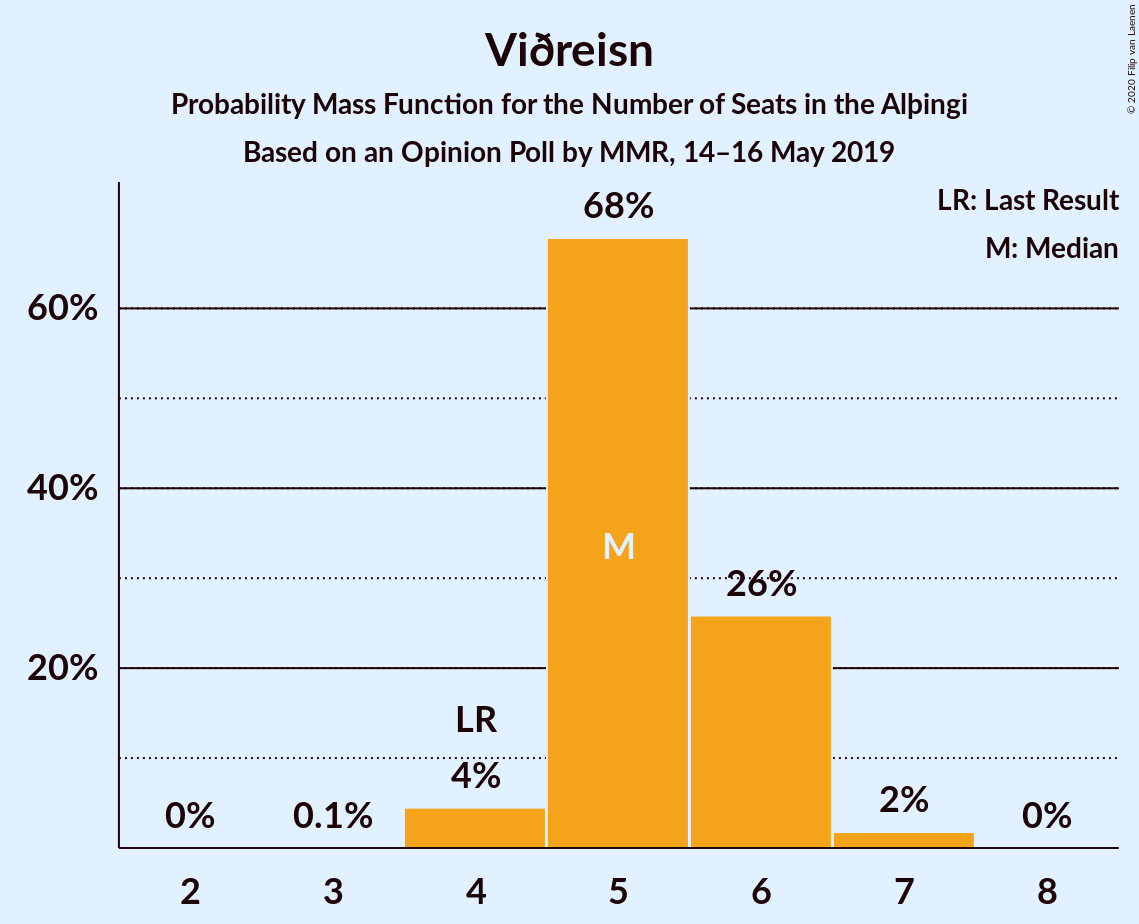 Viðreisn
Probability Mass Function for the Number of Seats in the Alþingi
Based on an Opinion Poll by MMR, 14–16 May 2019
© 2020 Filip van Laenen
LR: Last Result
M: Median
60%
40%
20%
0%
0.1%
LR
4%
68%
M
26%
2%
0%
2 3 4 5 6 7 8